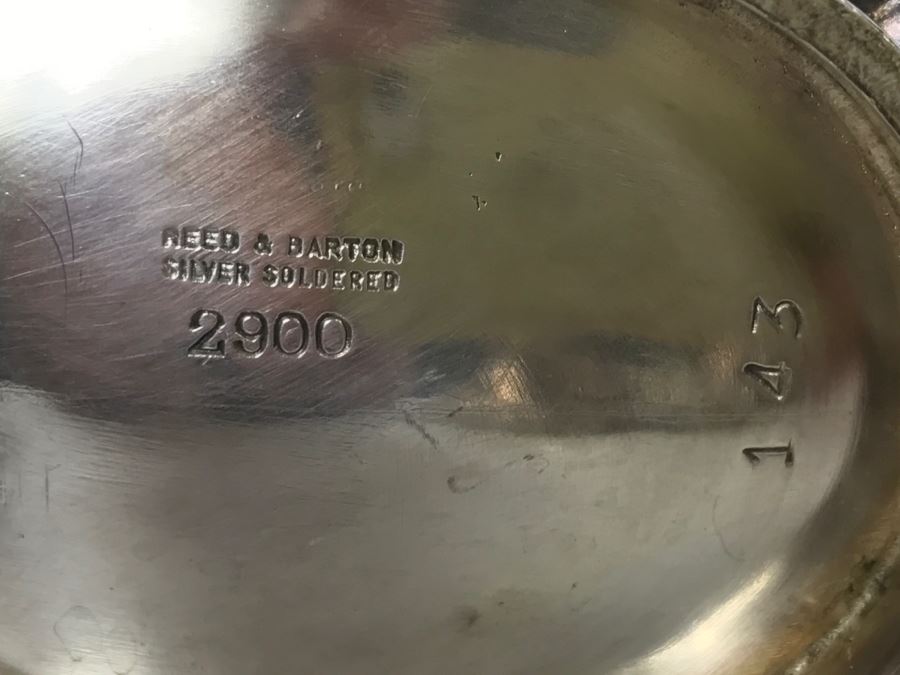 REED & BARTON
SILVER SOLDERED
2900
143